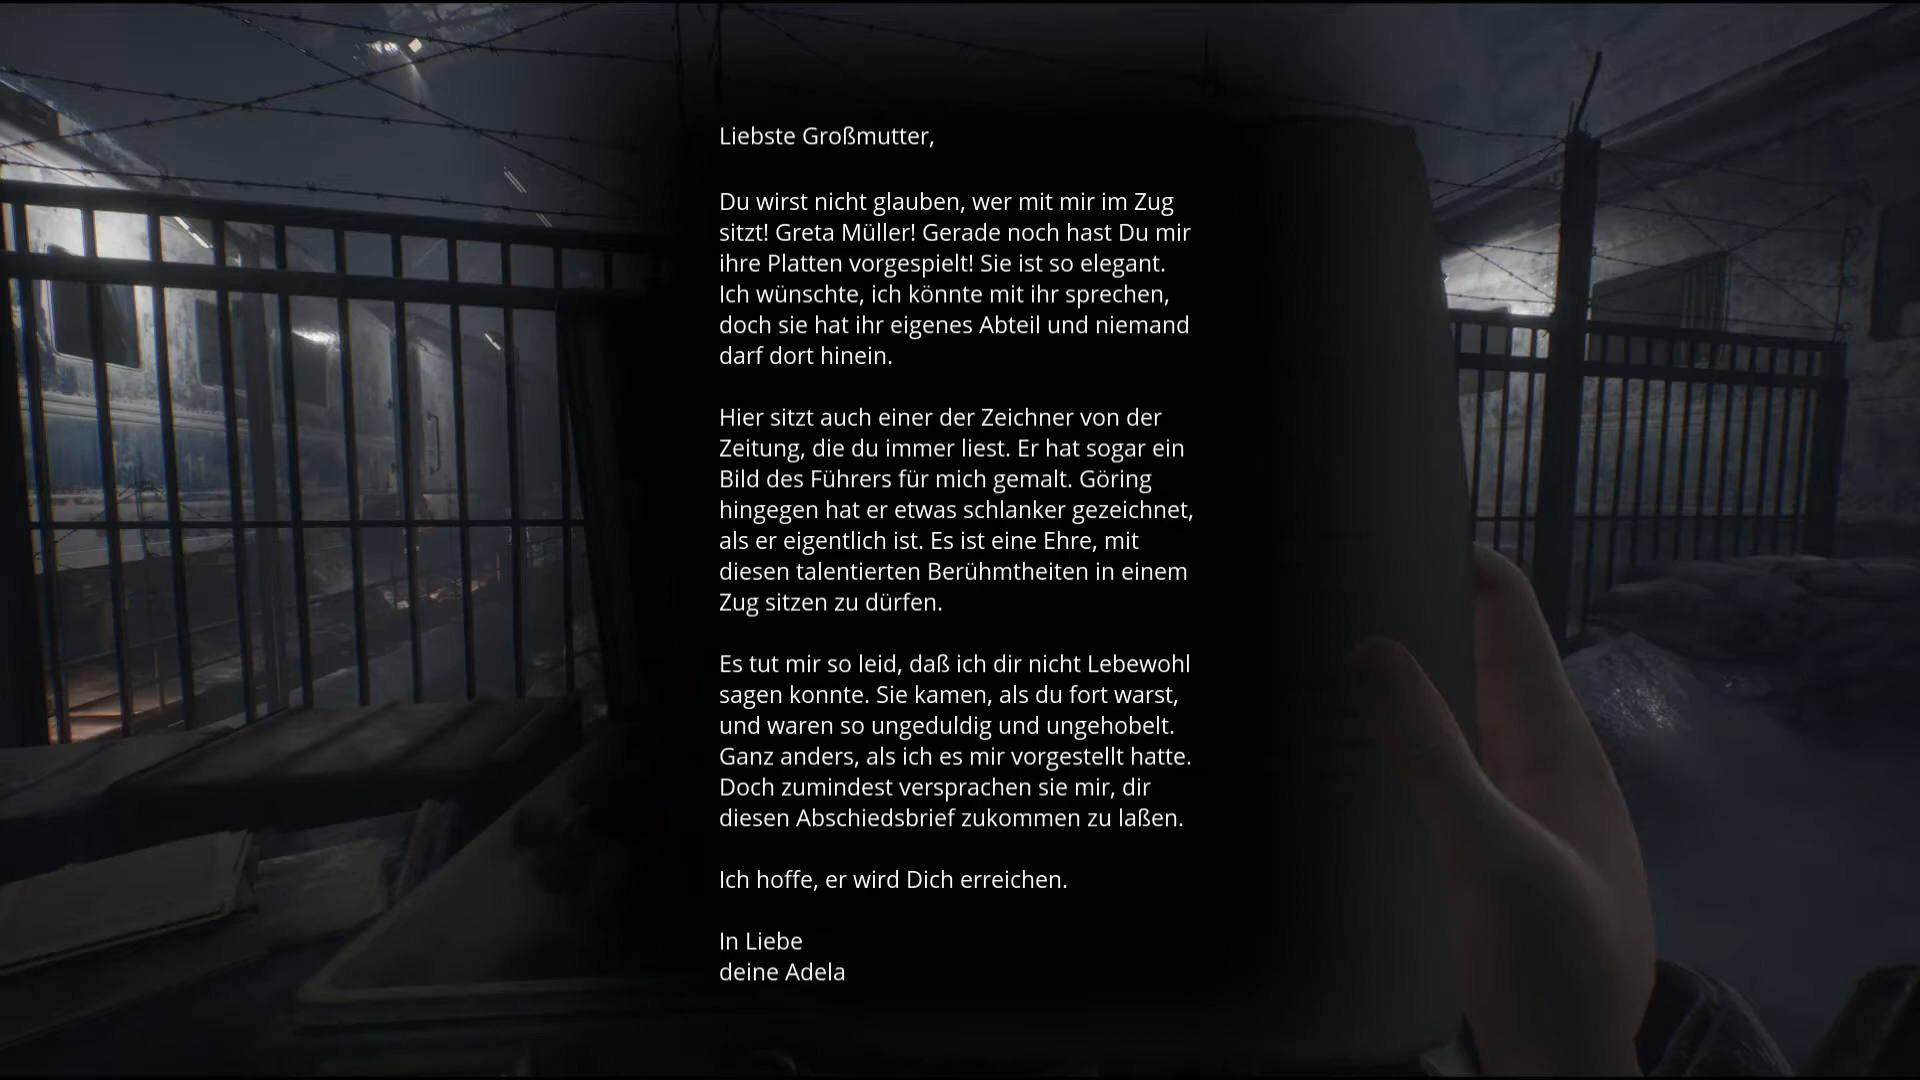 Liebste Großmutter,
Du wirst nicht glauben, wer mit mir im Zug
sitzt! Greta Müller! Gerade noch hast Du mir
ihre Platten vorgespielt! Sie ist so elegant.
Ich wünschte, ich könnte mit ihr sprechen,
doch sie hat ihr eigenes Abteil und niemand
darf dort hinein.
Hier sitzt auch einer der Zeichner von der
Zeitung, die du immer liest. Er hat sogar ein
Bild des Führers für mich gemalt. Göring
hingegen hat er etwas schlanker gezeichnet,
als er eigentlich ist. Es ist eine Ehre, mit
diesen talentierten Berühmtheiten in einem
Zug sitzen zu dürfen.
Es tut mir so leid, daß ich dir nicht Lebewohl
sagen konnte. Sie kamen, als du fort warst,
und waren so ungeduldig und ungehobelt.
Ganz anders, als ich es mir vorgestellt hatte.
Doch zumindest versprachen sie mir, dir
diesen Abschiedsbrief zukommen zu laßen.
Ich hoffe, er wird Dich erreichen.
In Liebe
deine Adela